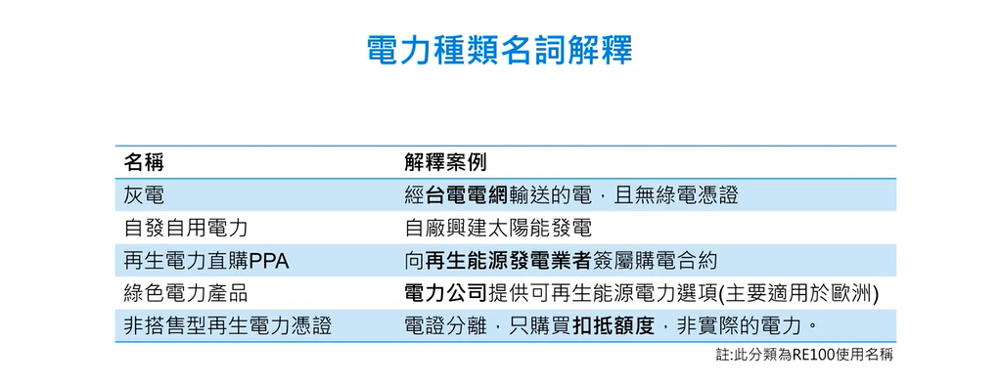 電力種類名詞解釋
名稱 解釋案例
灰電 經台電電網輸送的電，且無綠電憑證
自發自用電力 自廠興建太陽能發電
再生電力直購PPA 向再生能源發電業者簽屬購電合約
綠色電力產品 電力公司提供可再生能源電力選項(主要適用於歐洲)
非搭售型再生電力憑證 電證分離，只購買扣抵額度，非實際的電力。
註:此分類為RE100使用名稱